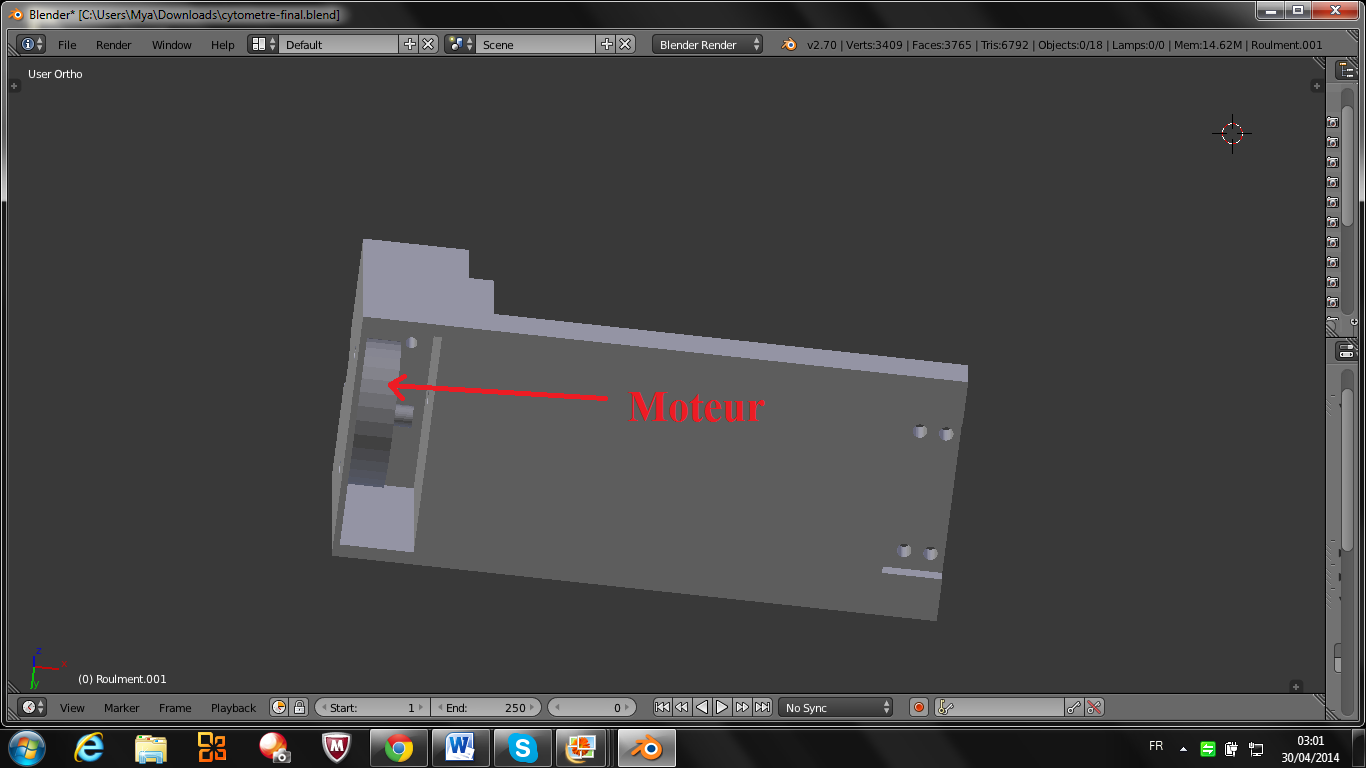 Blender* [C:\Users\Mya\Downloads\cytometre-final.blend]
File Render Window Help Default Scene Blender Render v2.70 | Verts:3409 | Faces:3765 | Tris:6792 | Objects:0/18 | Lamps:0/0 | Mem:14.62M | Roulment.001
User Ortho
Moteur
z
x
y
(0) Roulment.001
View Marker Frame Playback Start: 1 End: 250 0 No Sync
FR 03:01
30/04/2014